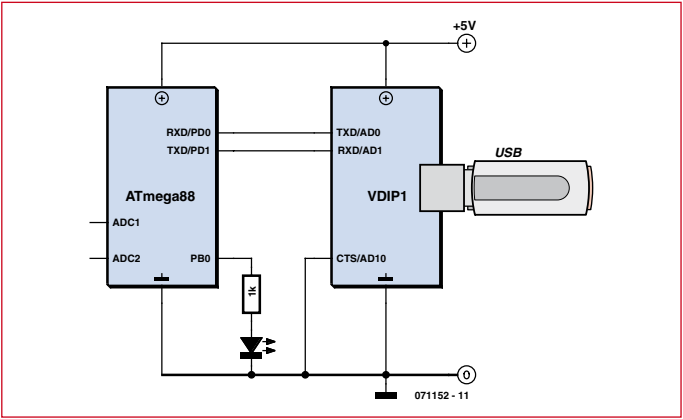 +5V
RXD/PD0
TXD/AD0
TXD/PD1
RXD/AD1
USB
ATmega88
VDIP1
ADC1
ADC2
PB0
CTS/AD10
1k
0
071152 - 11